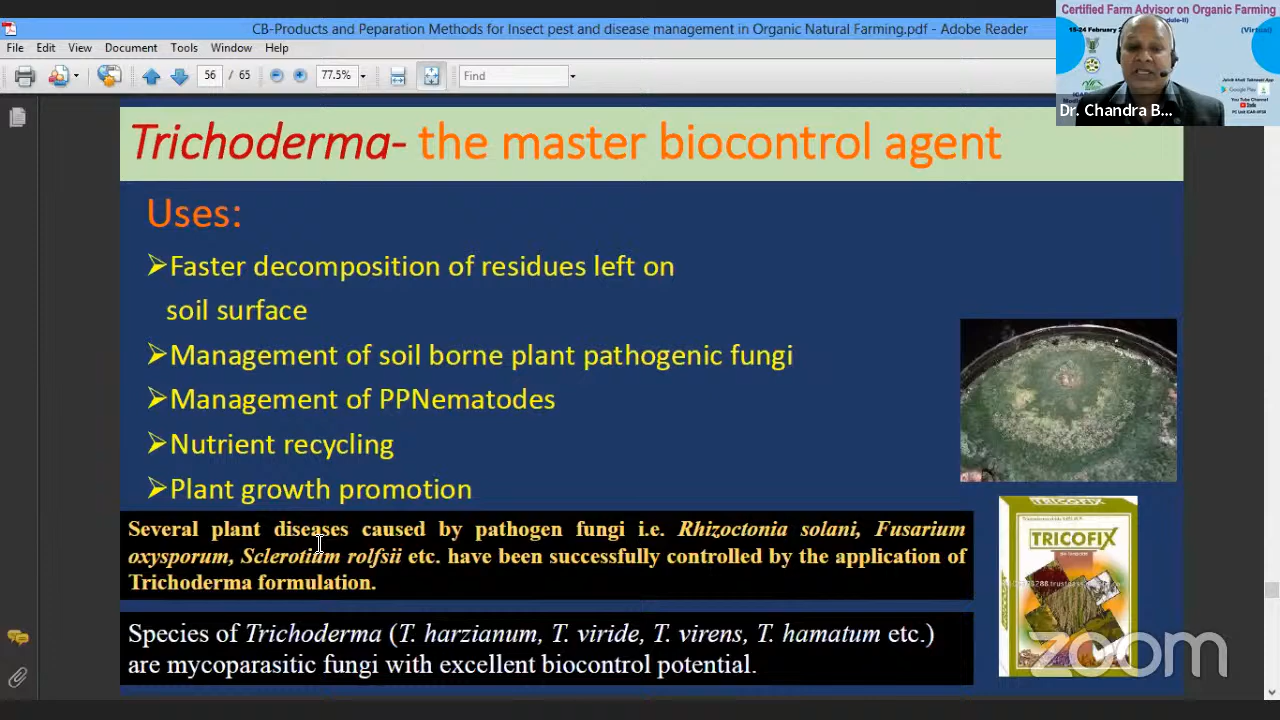 CB-Products and Peparation Methods for Insect pest and disease management in Organic Natural Farming.pdf - Adobe Reader
File Edit View Document Tools Window Help
56 / 65 77.5% Find
Certified Farm Advisor on Organic Farming
(Virtual)
Dr. Chandra B...
Trichoderma- the master biocontrol agent
Uses:
➢Faster decomposition of residues left on
soil surface
➢Management of soil borne plant pathogenic fungi
➢Management of PPNematodes
➢Nutrient recycling
➢Plant growth promotion
Several plant diseases caused by pathogen fungi i.e. Rhizoctonia solani, Fusarium
oxysporum, Sclerotium rolfsii etc. have been successfully controlled by the application of
Trichoderma formulation.
Species of Trichoderma (T. harzianum, T. viride, T. virens, T. hamatum etc.)
are mycoparasitic fungi with excellent biocontrol potential.
TRICOFIX
TRICOFIX
zoom